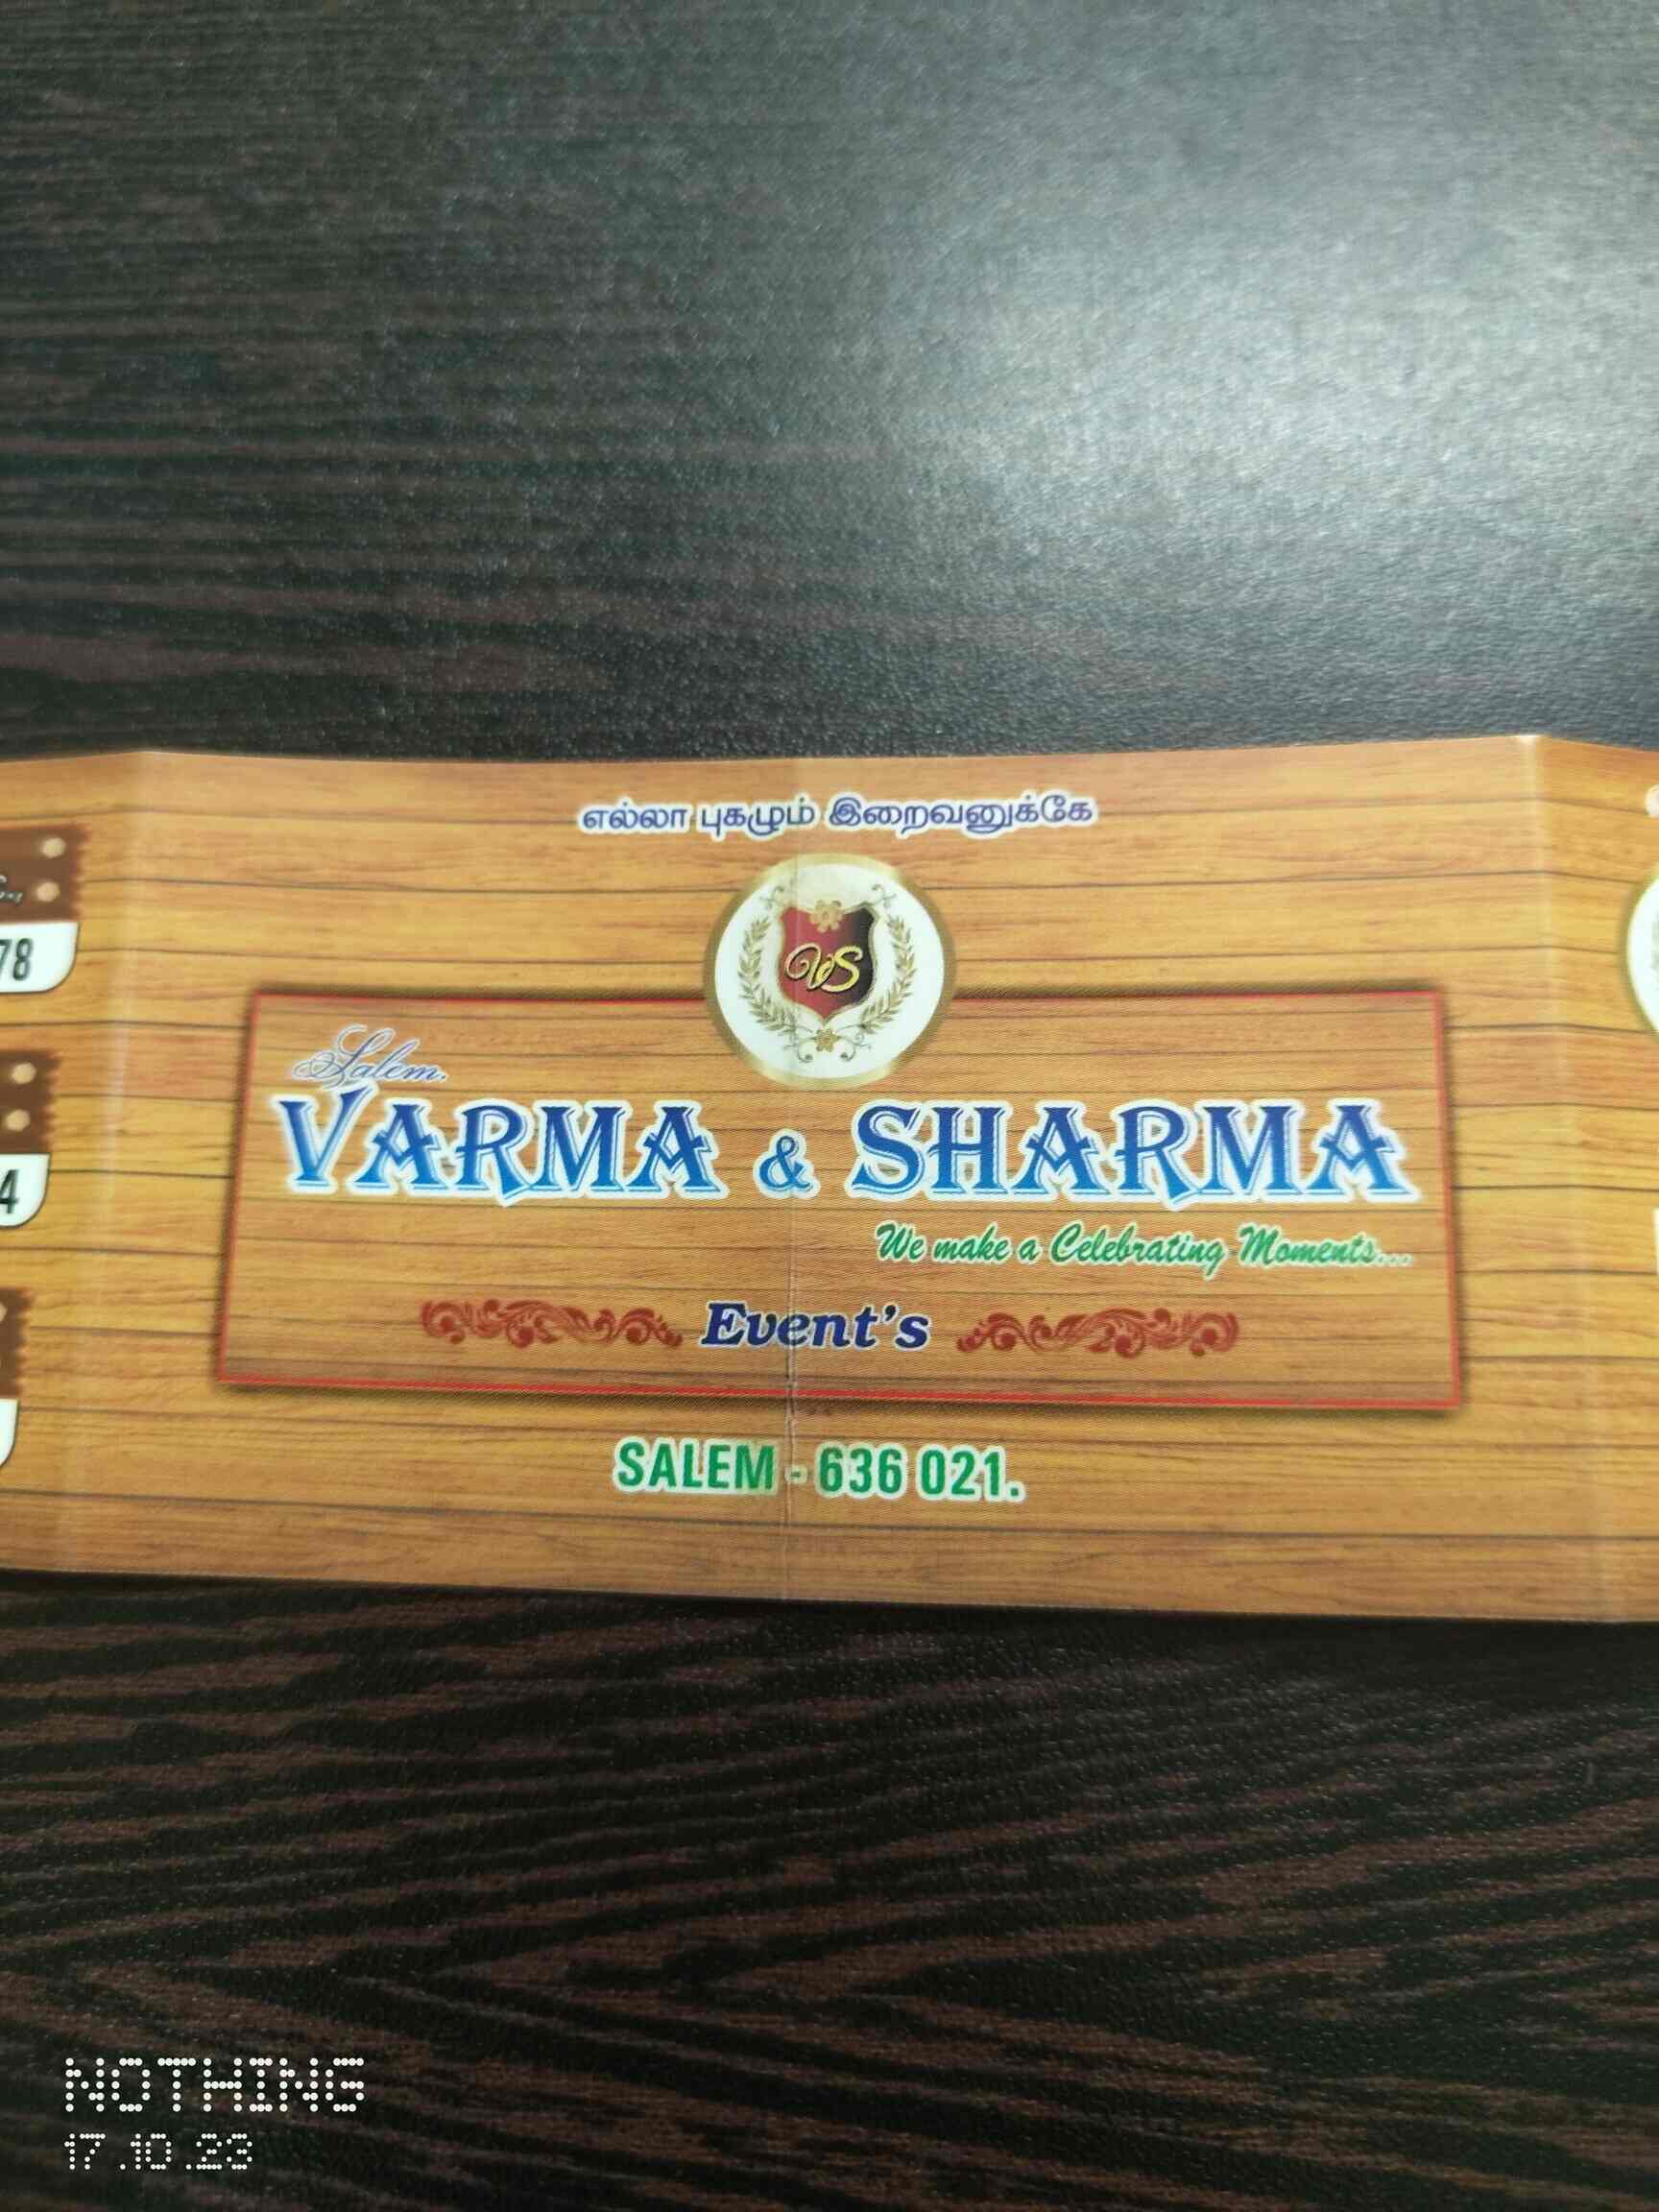 எல்லா புகழும் இறைவனுக்கே
VS
Salem.
VARMA & SHARMA
We make a Celebrating Moments...
Event's
SALEM - 636 021.
78
4
NOTHING
17.10.23